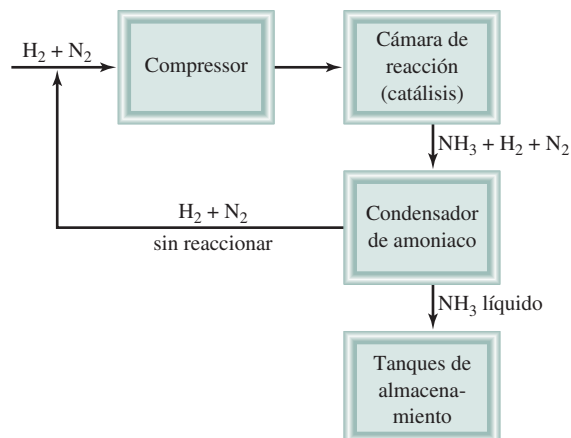 H₂ + N₂
Compressor
Cámara de
reacción
(catálisis)
NH₃ + H₂ + N₂
H₂ + N₂
sin reaccionar
Condensador
de amoniaco
NH₃ líquido
Tanques de
almacena-
miento